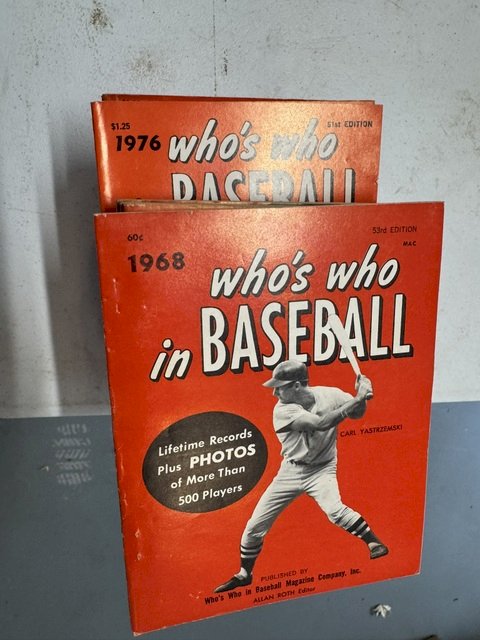 $1.25
51st EDITION
1976 who's who
BASEBALL
60¢
53rd EDITION
MAC
1968
who's who
in BASEBALL
CARL YASTRZEMSKI
Lifetime Records
Plus PHOTOS
of More Than
500 Players
PUBLISHED BY
Who's Who in Baseball Magazine Company, Inc.
ALLAN ROTH Editor